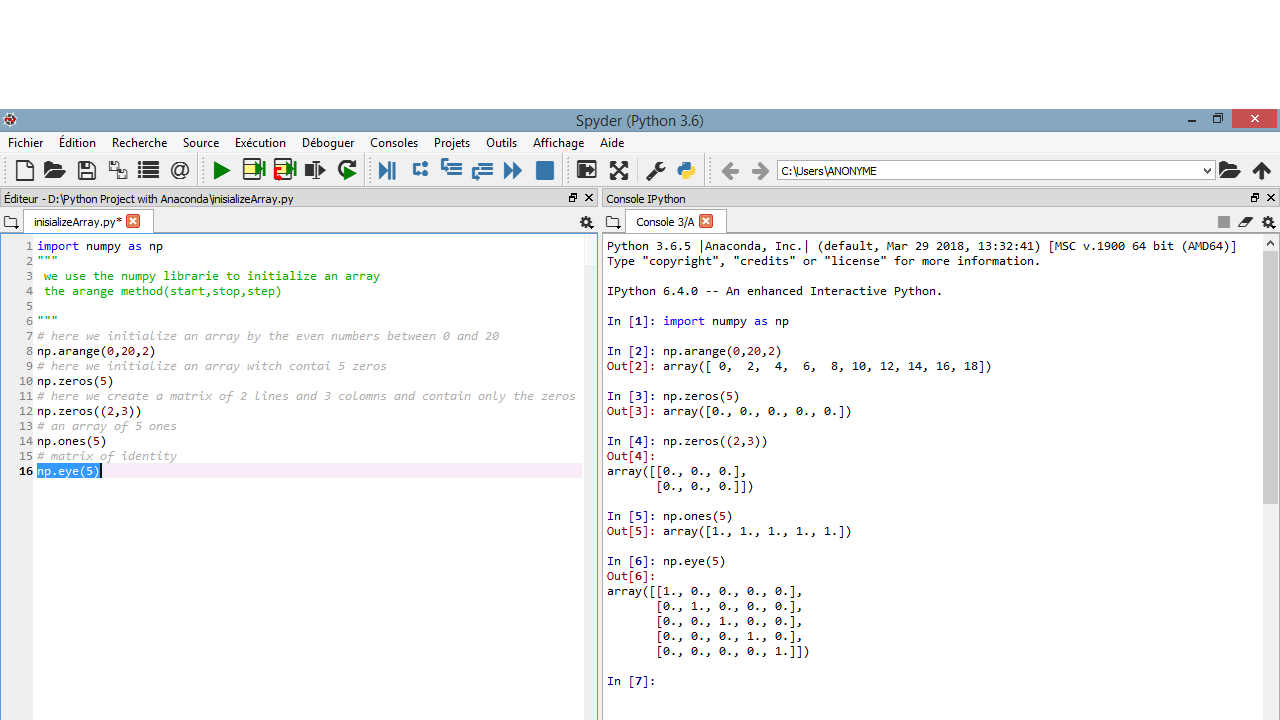 Spyder (Python 3.6)
Fichier Édition Recherche Source Exécution Déboguer Consoles Projets Outils Affichage Aide
C:\Users\ANONYME
Éditeur - D:\Python Project with Anaconda\inisializeArray.py
inisializeArray.py*
1 import numpy as np
2 """
3 we use the numpy librarie to initialize an array
4 the arange method(start,stop,step)
5
6 """
7 # here we initialize an array by the even numbers between 0 and 20
8 np.arange(0,20,2)
9 # here we initialize an array witch contai 5 zeros
10 np.zeros(5)
11 # here we create a matrix of 2 lines and 3 colomns and contain only the zeros
12 np.zeros((2,3))
13 # an array of 5 ones
14 np.ones(5)
15 # matrix of identity
16 np.eye(5)
Console IPython
Console 3/A
Python 3.6.5 |Anaconda, Inc.| (default, Mar 29 2018, 13:32:41) [MSC v.1900 64 bit (AMD64)]
Type "copyright", "credits" or "license" for more information.
IPython 6.4.0 -- An enhanced Interactive Python.
In [1]: import numpy as np
In [2]: np.arange(0,20,2)
Out[2]: array([ 0,  2,  4,  6,  8, 10, 12, 14, 16, 18])
In [3]: np.zeros(5)
Out[3]: array([0., 0., 0., 0., 0.])
In [4]: np.zeros((2,3))
Out[4]:
array([[0., 0., 0.],
       [0., 0., 0.]])
In [5]: np.ones(5)
Out[5]: array([1., 1., 1., 1., 1.])
In [6]: np.eye(5)
Out[6]:
array([[1., 0., 0., 0., 0.],
       [0., 1., 0., 0., 0.],
       [0., 0., 1., 0., 0.],
       [0., 0., 0., 1., 0.],
       [0., 0., 0., 0., 1.]])
In [7]: